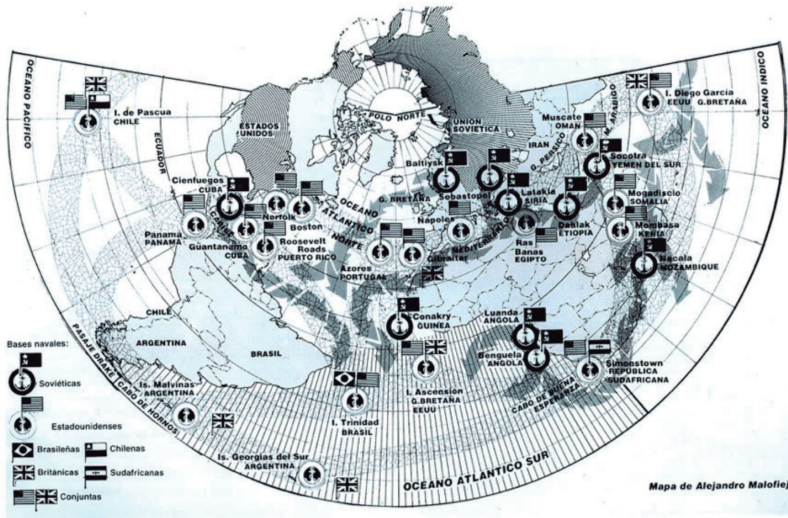 OCEANO PACIFICO
I. de Pascua
CHILE
ECUADOR
ESTADOS
UNIDOS
POLO NORTE
UNION
SOVIETICA
IRAN
G. PERSICO
M. ARABIGO
Muscate
OMAN
I. Diego García
EEUU G.BRETAÑA
OCEANO INDICO
Cienfuegos
CUBA
Norfolk
Boston
OCEANO
ATLANTICO
NORTE
G. BRETAÑA
Baltiysk
Sebastopol
Latakia
SIRIA
Socotra
YEMEN DEL SUR
Mogadiscio
SOMALIA
Panama
PANAMÁ
CARIBE
Guantanamo
CUBA
Roosevelt
Roads
PUERTO RICO
Azores
PORTUGAL
Gibraltar
Napoles
MEDITERRANEO
Ras
Banas
EGIPTO
Dahlak
ETIOPIA
Mombasa
KENIA
Nacala
MOZAMBIQUE
Conakry
GUINEA
Luanda
ANGOLA
Benguela
ANGOLA
Simonstown
REPUBLICA
SUDAFRICANA
CABO DE BUENA
ESPERANZA
CHILE
ARGENTINA
BRASIL
PASAJE DRAKE (CABO DE HORNOS)
Is. Malvinas
ARGENTINA
I. Trinidad
BRASIL
I. Ascensión
G.BRETAÑA
EEUU
Is. Georgias del Sur
ARGENTINA
OCEANO ATLANTICO SUR
Bases navales:
Soviéticas
Estadounidenses
Brasileñas
Chilenas
Británicas
Sudafricanas
Conjuntas
Mapa de Alejandro Malofiej